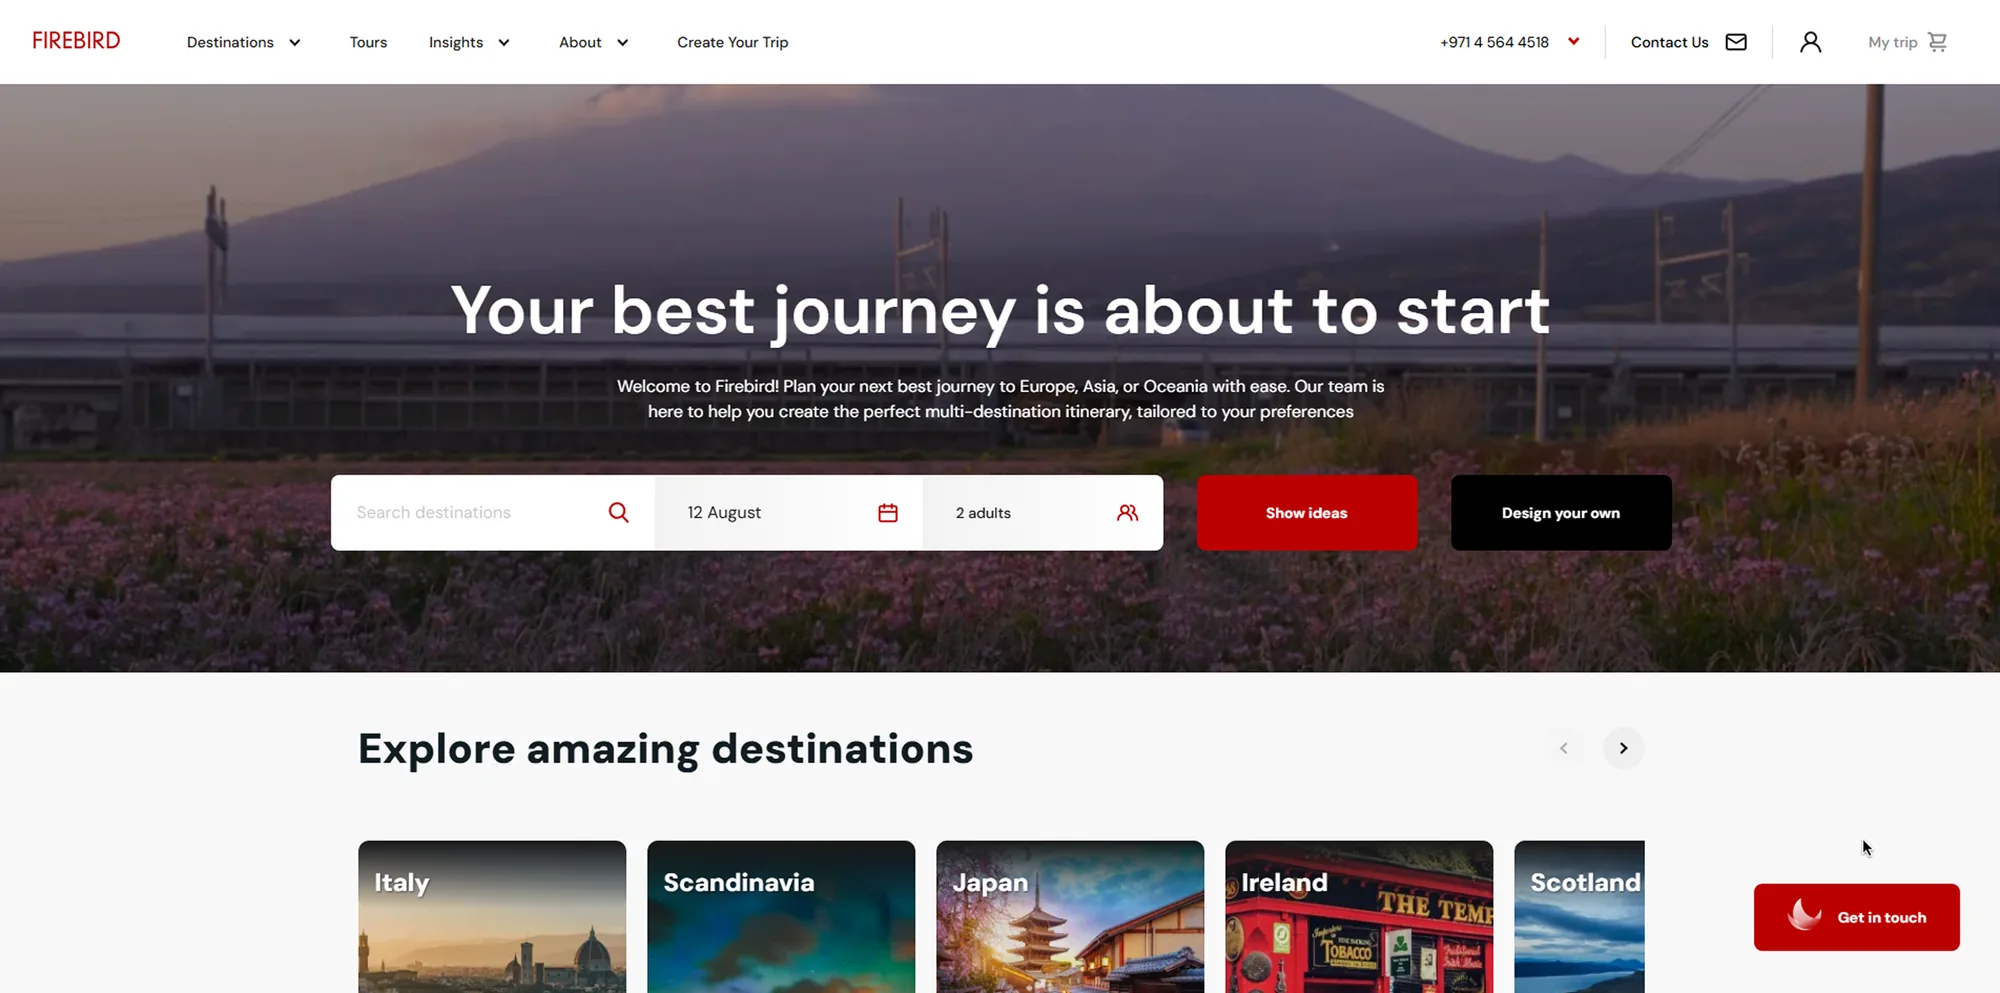 FIREBIRD
Destinations
Tours
Insights
About
Create Your Trip
+971 4 564 4518
Contact Us
My trip
Your best journey is about to start
Welcome to Firebird! Plan your next best journey to Europe, Asia, or Oceania with ease. Our team is
here to help you create the perfect multi-destination itinerary, tailored to your preferences
Search destinations
12 August
2 adults
Show ideas
Design your own
Explore amazing destinations
Italy
Scandinavia
Japan
Ireland
Scotland
THE TEMP
TOBACCO
Get in touch